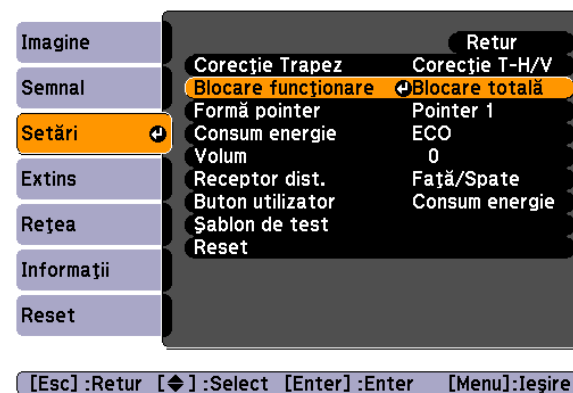 Imagine
Semnal
Setări
Extins
Reţea
Informaţii
Reset
Retur
Corecţie Trapez Corecţie T-H/V
Blocare funcţionare Blocare totală
Formă pointer Pointer 1
Consum energie ECO
Volum 0
Receptor dist. Faţă/Spate
Buton utilizator Consum energie
Şablon de test
Reset
[Esc] :Retur [◆] :Select [Enter] :Enter [Menu]:Ieşire